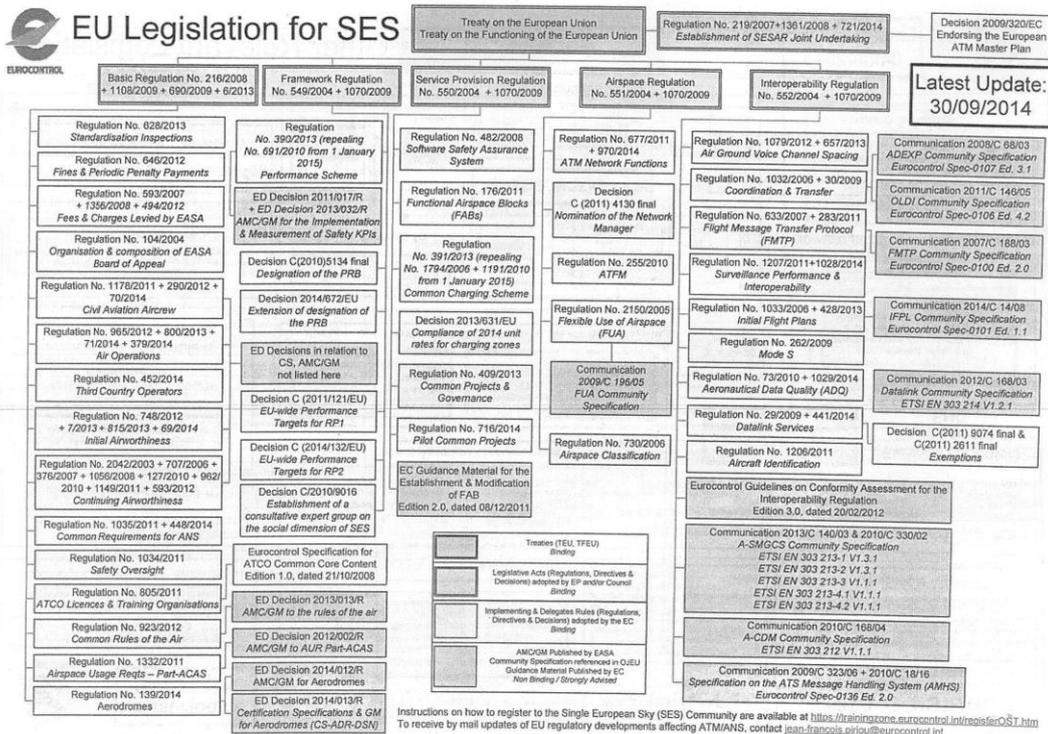 EUROCONTROL
EU Legislation for SES
Treaty on the European Union
Treaty on the Functioning of the European Union
Regulation No. 219/2007+1361/2008 + 721/2014
Establishment of SESAR Joint Undertaking
Decision 2009/320/EC
Endorsing the European
ATM Master Plan
Latest Update:
30/09/2014
Basic Regulation No. 216/2008
+ 1108/2009 + 690/2009 + 6/2013
Framework Regulation
No. 549/2004 + 1070/2009
Service Provision Regulation
No. 550/2004 + 1070/2009
Airspace Regulation
No. 551/2004 + 1070/2009
Interoperability Regulation
No. 552/2004 + 1070/2009
Regulation No. 628/2013
Standardisation Inspections
Regulation No. 646/2012
Fines & Periodic Penalty Payments
Regulation No. 593/2007
+ 1356/2008 + 494/2012
Fees & Charges Levied by EASA
Regulation No. 104/2004
Organisation & composition of EASA
Board of Appeal
Regulation No. 1178/2011 + 290/2012 +
70/2014
Civil Aviation Aircrew
Regulation No. 965/2012 + 800/2013 +
71/2014 + 379/2014
Air Operations
Regulation No. 452/2014
Third Country Operators
Regulation No. 748/2012
+ 7/2013 + 815/2013 + 69/2014
Initial Airworthiness
Regulation No. 2042/2003 + 707/2006 +
376/2007 + 1056/2008 + 127/2010 + 962/
2010 + 1149/2011 + 593/2012
Continuing Airworthiness
Regulation No. 1035/2011 + 448/2014
Common Requirements for ANS
Regulation No. 1034/2011
Safety Oversight
Regulation No. 805/2011
ATCO Licences & Training Organisations
Regulation No. 923/2012
Common Rules of the Air
Regulation No. 1332/2011
Airspace Usage Reqts – Part-ACAS
Regulation No. 139/2014
Aerodromes
Regulation
No. 390/2013 (repealing
No. 691/2010 from 1 January
2015)
Performance Scheme
ED Decision 2011/017/R
+ ED Decision 2013/032/R
AMC/GM for the Implementation
& Measurement of Safety KPIs
Decision C(2010)5134 final
Designation of the PRB
Decision 2014/672/EU
Extension of designation of
the PRB
ED Decisions in relation to
CS, AMC/GM
not listed here
Decision C (2011/121/EU)
EU-wide Performance
Targets for RP1
Decision C (2014/132/EU)
EU-wide Performance
Targets for RP2
Decision C/2010/9016
Establishment of a
consultative expert group on
the social dimension of SES
Eurocontrol Specification for
ATCO Common Core Content
Edition 1.0, dated 21/10/2008
ED Decision 2013/013/R
AMC/GM to the rules of the air
ED Decision 2012/002/R
AMC/GM to AUR Part-ACAS
ED Decision 2014/012/R
AMC/GM for Aerodromes
ED Decision 2014/013/R
Certification Specifications & GM
for Aerodromes (CS-ADR-DSN)
Regulation No. 482/2008
Software Safety Assurance
System
Regulation No. 176/2011
Functional Airspace Blocks
(FABs)
Regulation
No. 391/2013 (repealing
No. 1794/2006 + 1191/2010
from 1 January 2015)
Common Charging Scheme
Decision 2013/631/EU
Compliance of 2014 unit
rates for charging zones
Regulation No. 409/2013
Common Projects &
Governance
Regulation No. 716/2014
Pilot Common Projects
EC Guidance Material for the
Establishment & Modification
of FAB
Edition 2.0, dated 08/12/2011
Regulation No. 677/2011
+ 970/2014
ATM Network Functions
Decision
C (2011) 4130 final
Nomination of the Network
Manager
Regulation No. 255/2010
ATFM
Regulation No. 2150/2005
Flexible Use of Airspace
(FUA)
Communication
2009/C 196/05
FUA Community
Specification
Regulation No. 730/2006
Airspace Classification
Regulation No. 1079/2012 + 657/2013
Air Ground Voice Channel Spacing
Regulation No. 1032/2006 + 30/2009
Coordination & Transfer
Regulation No. 633/2007 + 283/2011
Flight Message Transfer Protocol
(FMTP)
Regulation No. 1207/2011+1028/2014
Surveillance Performance &
Interoperability
Regulation No. 1033/2006 + 428/2013
Initial Flight Plans
Regulation No. 262/2009
Mode S
Regulation No. 73/2010 + 1029/2014
Aeronautical Data Quality (ADQ)
Regulation No. 29/2009 + 441/2014
Datalink Services
Regulation No. 1206/2011
Aircraft Identification
Communication 2008/C 68/03
ADEXP Community Specification
Eurocontrol Spec-0107 Ed. 3.1
Communication 2011/C 146/05
OLDI Community Specification
Eurocontrol Spec-0106 Ed. 4.2
Communication 2007/C 188/03
FMTP Community Specification
Eurocontrol Spec-0100 Ed. 2.0
Communication 2014/C 14/08
IFPL Community Specification
Eurocontrol Spec-0101 Ed. 1.1
Communication 2012/C 168/03
Datalink Community Specification
ETSI EN 303 214 V1.2.1
Decision C(2011) 9074 final &
C(2011) 2611 final
Exemptions
Eurocontrol Guidelines on Conformity Assessment for the
Interoperability Regulation
Edition 3.0, dated 20/02/2012
Communication 2013/C 140/03 & 2010/C 330/02
A-SMGCS Community Specification
ETSI EN 303 213-1 V1.3.1
ETSI EN 303 213-2 V1.3.1
ETSI EN 303 213-3 V1.1.1
ETSI EN 303 213-4.1 V1.1.1
ETSI EN 303 213-4.2 V1.1.1
Communication 2010/C 168/04
A-CDM Community Specification
ETSI EN 303 212 V1.1.1
Communication 2009/C 323/06 + 2010/C 18/16
Specification on the ATS Message Handling System (AMHS)
Eurocontrol Spec-0136 Ed. 2.0
Treaties (TEU, TFEU)
Binding
Legislative Acts (Regulations, Directives &
Decisions) adopted by EP and/or Council
Binding
Implementing & Delegates Rules (Regulations,
Directives & Decisions) adopted by the EC
Binding
AMC/GM Published by EASA
Community Specification referenced in OJEU
Guidance Material Published by EC
Non Binding / Strongly Advised
Instructions on how to register to the Single European Sky (SES) Community are available at https://trainingzone.eurocontrol.int/registerOST.htm
To receive by mail updates of EU regulatory developments affecting ATM/ANS, contact jean-francois.piriou@eurocontrol.int